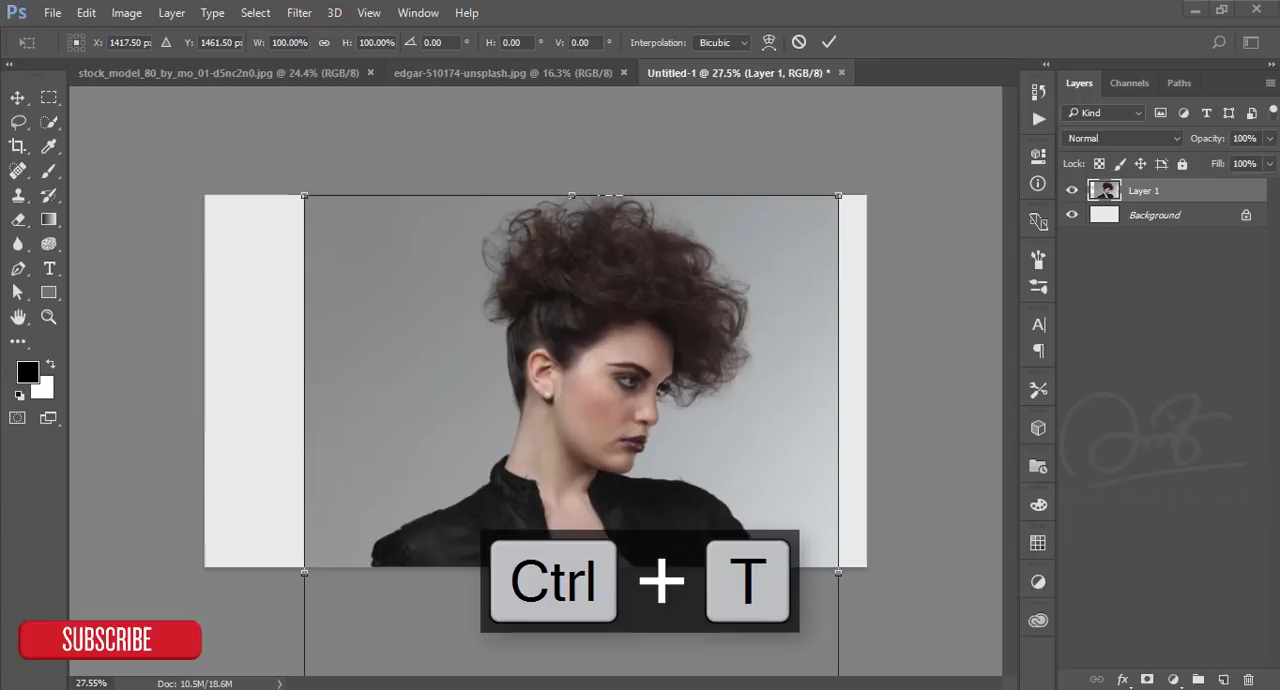 Ps File Edit Image Layer Type Select Filter 3D View Window Help
X: 1417.50 px Y: 1461.50 px W: 100.00% H: 100.00% 0.00 ° H: 0.00 ° V: 0.00 ° Interpolation: Bicubic
stock_model_80_by_mo_01-d5nc2n0.jpg @ 24.4% (RGB/8) × edgar-510174-unsplash.jpg @ 16.3% (RGB/8) × Untitled-1 @ 27.5% (Layer 1, RGB/8) * ×
Layers Channels Paths
Kind
Normal Opacity: 100%
Lock: Fill: 100%
Layer 1
Background
Ctrl + T
SUBSCRIBE
27.55% Doc: 10.5M/18.6M